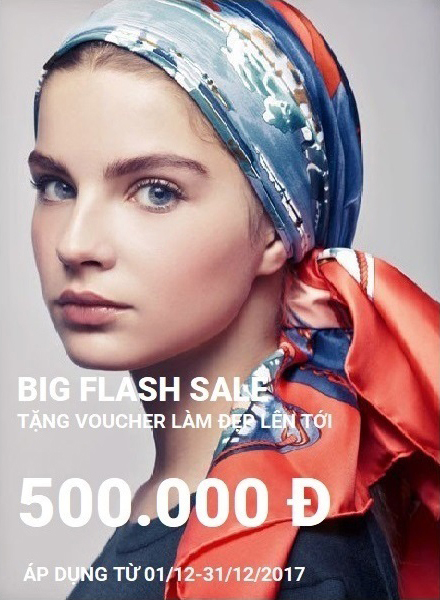 BIG FLASH SALE
TẶNG VOUCHER LÀM ĐẸP LÊN TỚI
500.000 Đ
ÁP DỤNG TỪ 01/12-31/12/2017